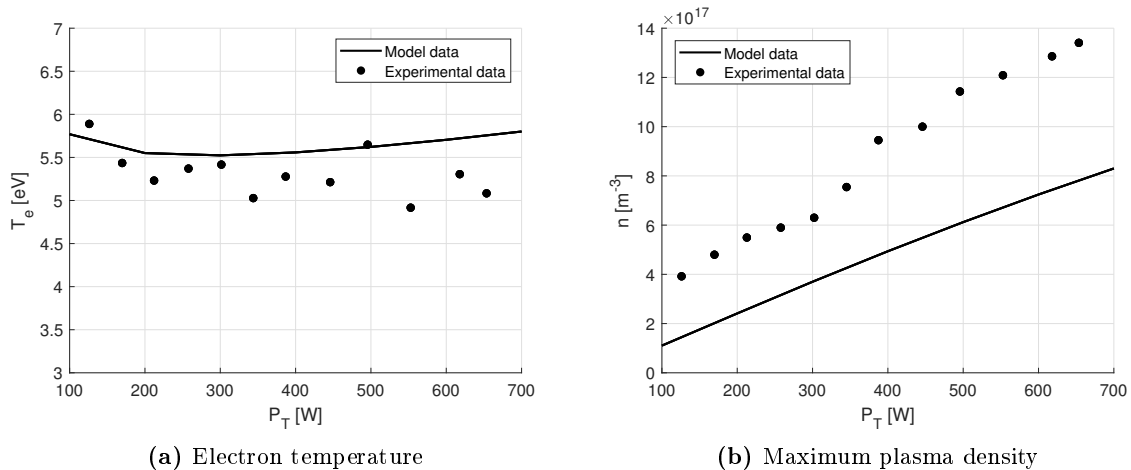 7
6.5
6
5.5
5
4.5
4
3.5
3
T_e [eV]
100 200 300 400 500 600 700
P_T [W]
Model data
Experimental data
(a) Electron temperature
×10^17
14
12
10
8
6
4
2
0
n [m^-3]
100 200 300 400 500 600 700
P_T [W]
Model data
Experimental data
(b) Maximum plasma density